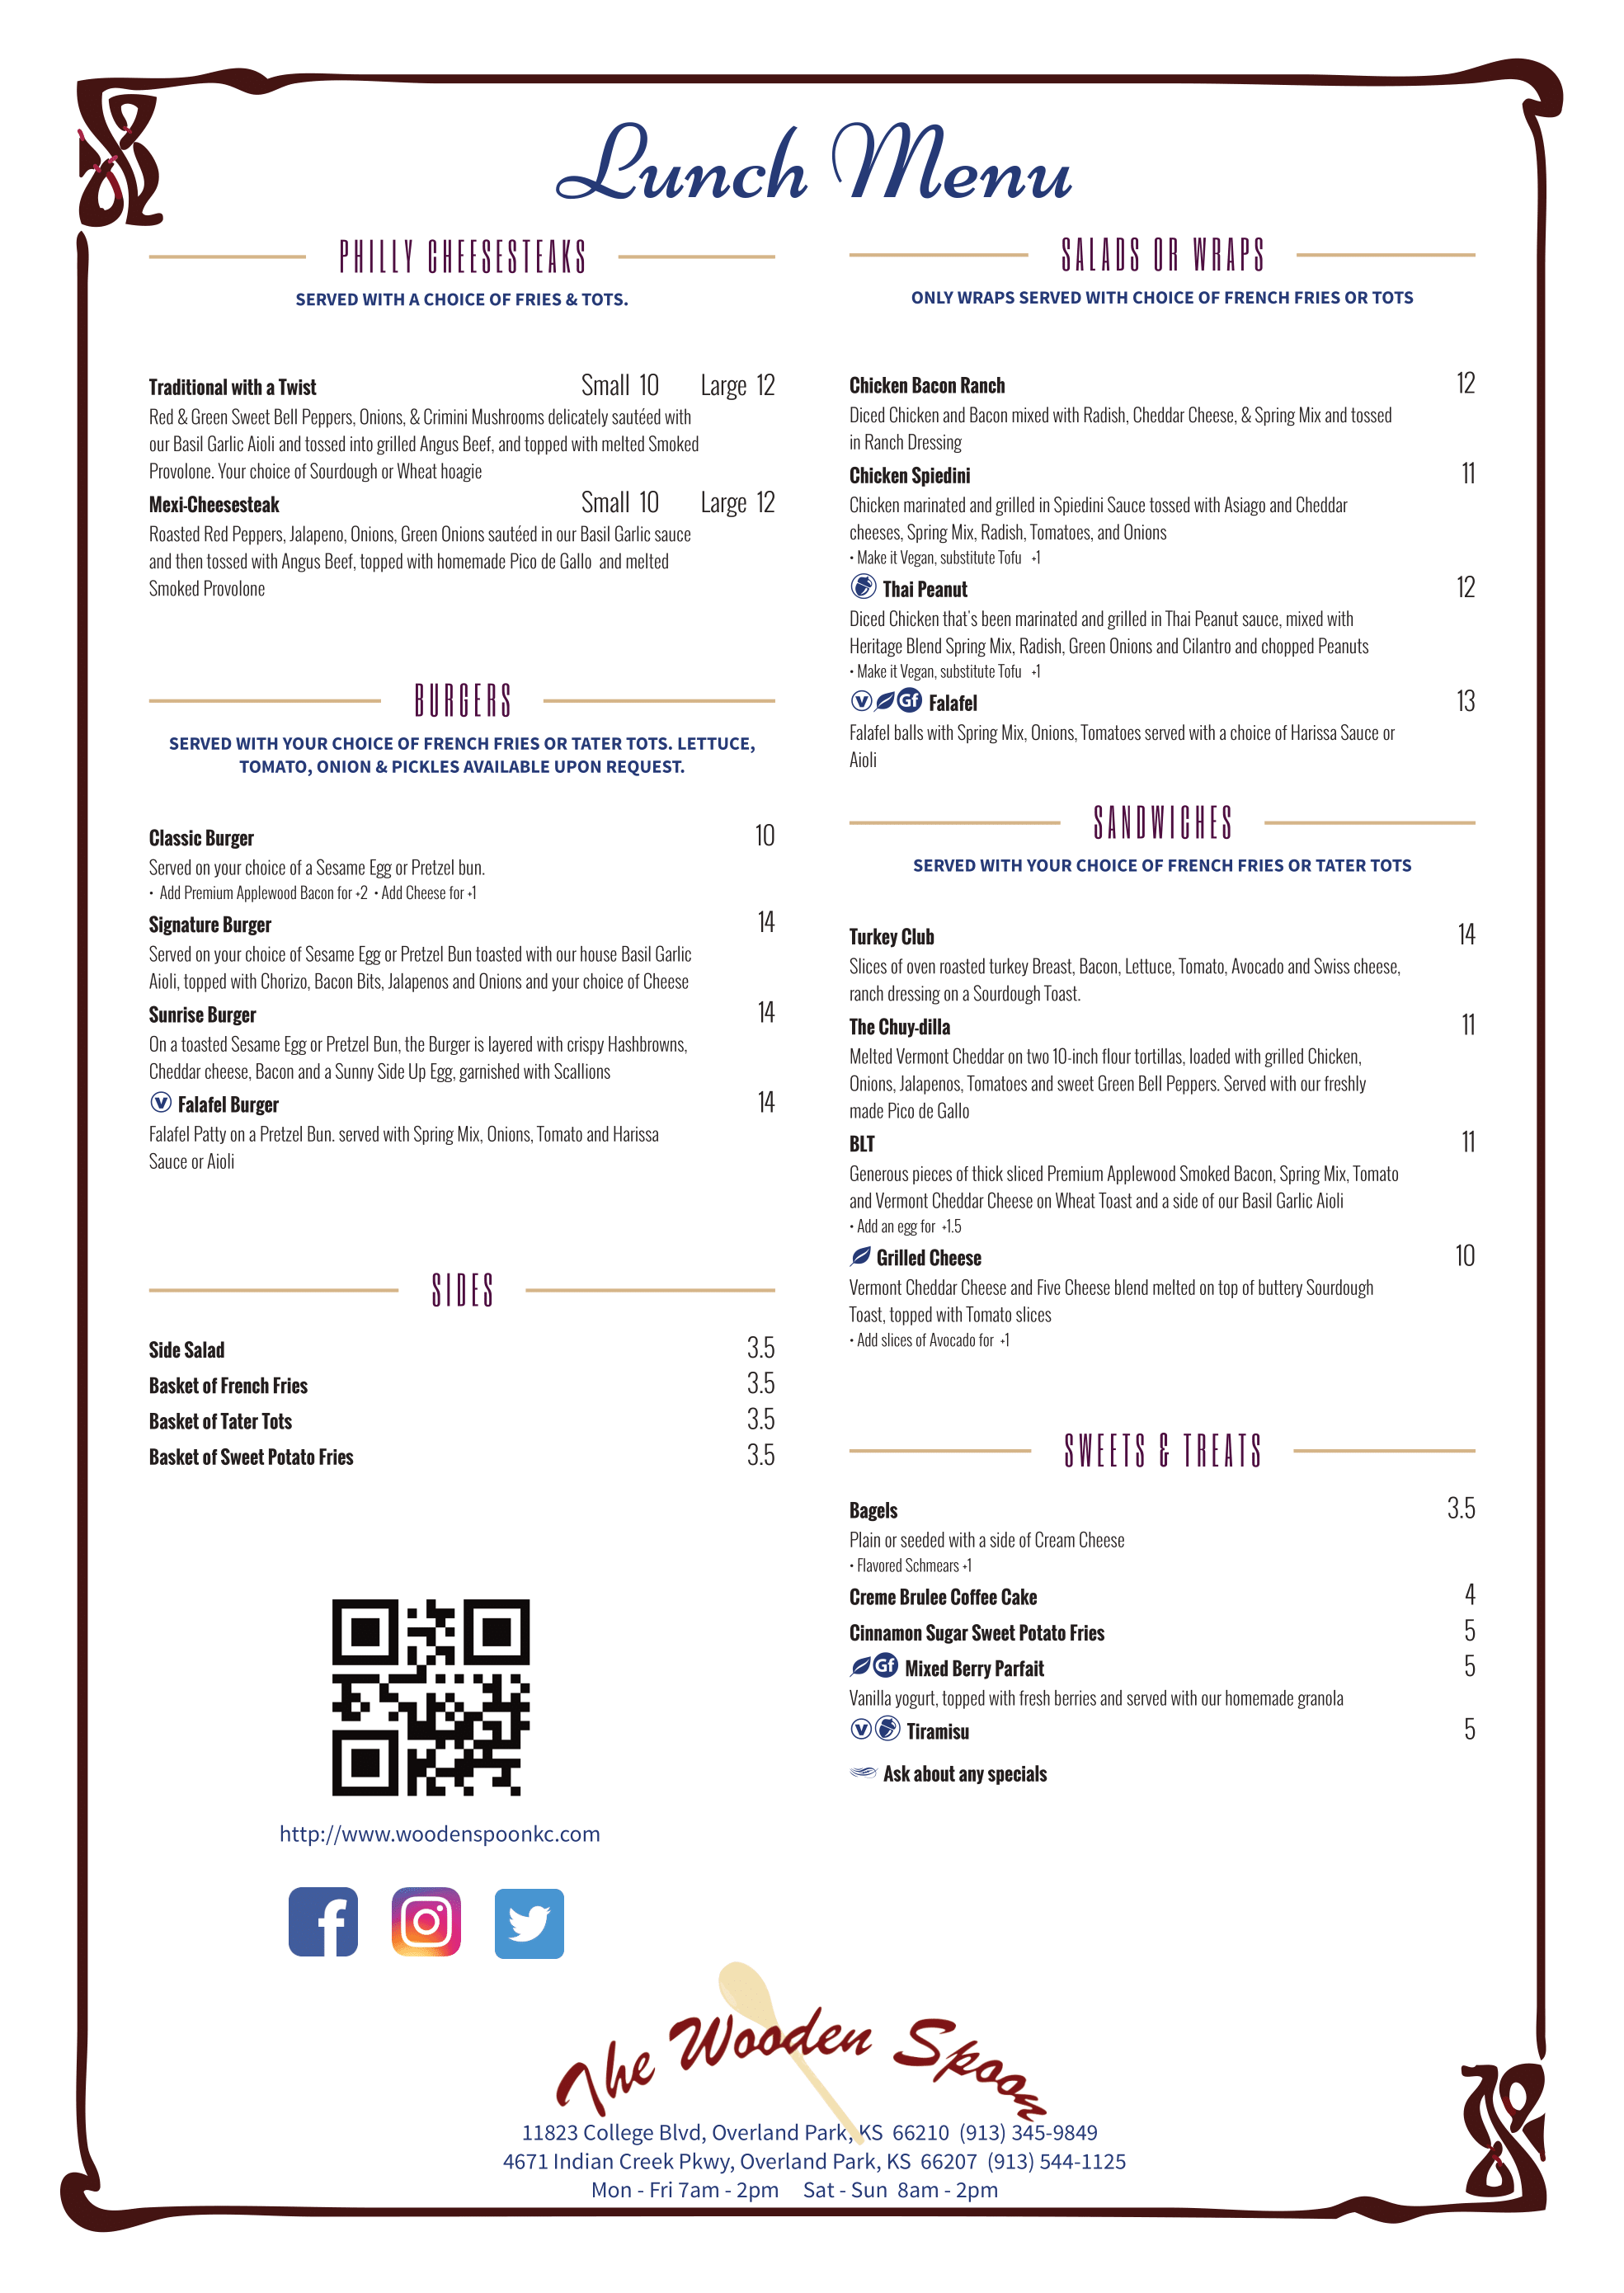 Lunch Menu
PHILLY CHEESESTEAKS
SERVED WITH A CHOICE OF FRIES & TOTS.
Traditional with a Twist Small 10 Large 12
Red & Green Sweet Bell Peppers, Onions, & Crimini Mushrooms delicately sautéed with
our Basil Garlic Aioli and tossed into grilled Angus Beef, and topped with melted Smoked
Provolone. Your choice of Sourdough or Wheat hoagie
Mexi-Cheesesteak Small 10 Large 12
Roasted Red Peppers, Jalapeno, Onions, Green Onions sautéed in our Basil Garlic sauce
and then tossed with Angus Beef, topped with homemade Pico de Gallo and melted
Smoked Provolone
BURGERS
SERVED WITH YOUR CHOICE OF FRENCH FRIES OR TATER TOTS. LETTUCE,
TOMATO, ONION & PICKLES AVAILABLE UPON REQUEST.
Classic Burger 10
Served on your choice of a Sesame Egg or Pretzel bun.
• Add Premium Applewood Bacon for +2 • Add Cheese for +1
Signature Burger 14
Served on your choice of Sesame Egg or Pretzel Bun toasted with our house Basil Garlic
Aioli, topped with Chorizo, Bacon Bits, Jalapenos and Onions and your choice of Cheese
Sunrise Burger 14
On a toasted Sesame Egg or Pretzel Bun, the Burger is layered with crispy Hashbrowns,
Cheddar cheese, Bacon and a Sunny Side Up Egg, garnished with Scallions
V Falafel Burger 14
Falafel Patty on a Pretzel Bun. served with Spring Mix, Onions, Tomato and Harissa
Sauce or Aioli
SIDES
Side Salad 3.5
Basket of French Fries 3.5
Basket of Tater Tots 3.5
Basket of Sweet Potato Fries 3.5
http://www.woodenspoonkc.com
SALADS OR WRAPS
ONLY WRAPS SERVED WITH CHOICE OF FRENCH FRIES OR TOTS
Chicken Bacon Ranch 12
Diced Chicken and Bacon mixed with Radish, Cheddar Cheese, & Spring Mix and tossed
in Ranch Dressing
Chicken Spiedini 11
Chicken marinated and grilled in Spiedini Sauce tossed with Asiago and Cheddar
cheeses, Spring Mix, Radish, Tomatoes, and Onions
• Make it Vegan, substitute Tofu +1
Thai Peanut 12
Diced Chicken that's been marinated and grilled in Thai Peanut sauce, mixed with
Heritage Blend Spring Mix, Radish, Green Onions and Cilantro and chopped Peanuts
• Make it Vegan, substitute Tofu +1
V Gf Falafel 13
Falafel balls with Spring Mix, Onions, Tomatoes served with a choice of Harissa Sauce or
Aioli
SANDWICHES
SERVED WITH YOUR CHOICE OF FRENCH FRIES OR TATER TOTS
Turkey Club 14
Slices of oven roasted turkey Breast, Bacon, Lettuce, Tomato, Avocado and Swiss cheese,
ranch dressing on a Sourdough Toast.
The Chuy-dilla 11
Melted Vermont Cheddar on two 10-inch flour tortillas, loaded with grilled Chicken,
Onions, Jalapenos, Tomatoes and sweet Green Bell Peppers. Served with our freshly
made Pico de Gallo
BLT 11
Generous pieces of thick sliced Premium Applewood Smoked Bacon, Spring Mix, Tomato
and Vermont Cheddar Cheese on Wheat Toast and a side of our Basil Garlic Aioli
• Add an egg for +1.5
Grilled Cheese 10
Vermont Cheddar Cheese and Five Cheese blend melted on top of buttery Sourdough
Toast, topped with Tomato slices
• Add slices of Avocado for +1
SWEETS & TREATS
Bagels 3.5
Plain or seeded with a side of Cream Cheese
• Flavored Schmears +1
Creme Brulee Coffee Cake 4
Cinnamon Sugar Sweet Potato Fries 5
Gf Mixed Berry Parfait 5
Vanilla yogurt, topped with fresh berries and served with our homemade granola
V Tiramisu 5
Ask about any specials
The Wooden Spoon
11823 College Blvd, Overland Park, KS 66210 (913) 345-9849
4671 Indian Creek Pkwy, Overland Park, KS 66207 (913) 544-1125
Mon - Fri 7am - 2pm Sat - Sun 8am - 2pm